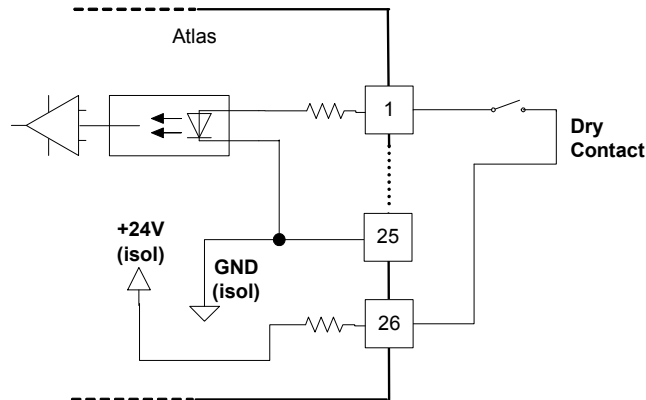 Atlas
1
Dry
Contact
25
+24V
(isol)
GND
(isol)
26